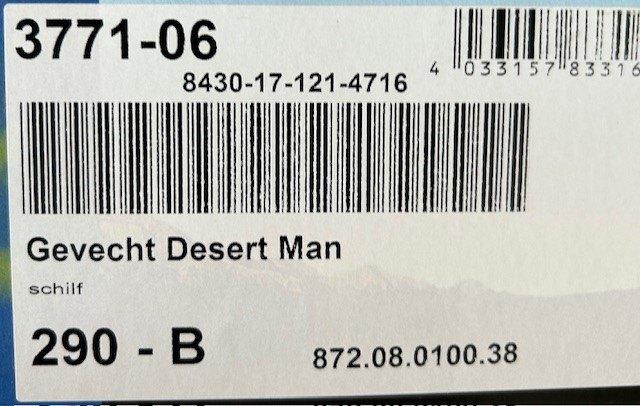 3771-06
4 033157 83316
8430-17-121-4716
Gevecht Desert Man
schilf
290 - B
872.08.0100.38